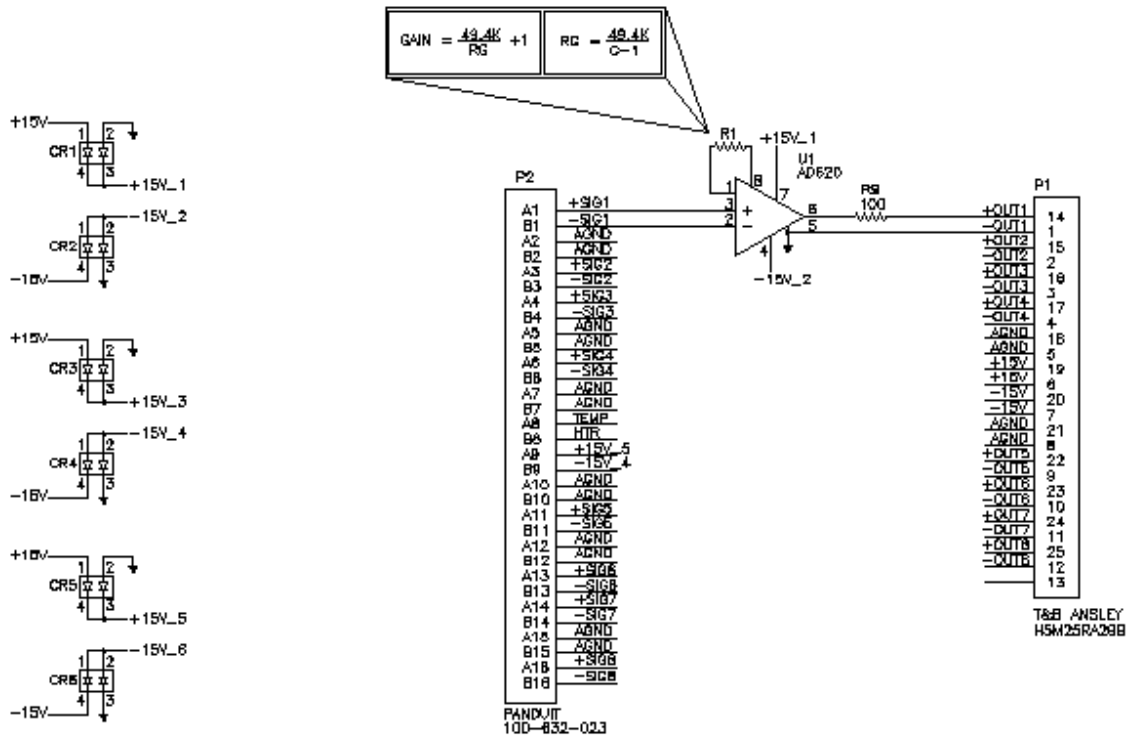 GAIN = 49.4K / RG +1
RG = 49.4K / G-1
+15V
1 2
CR1
4 3
+15V_1
-15V_2
1 2
CR2
4 3
-15V
+15V
1 2
CR3
4 3
+15V_3
-15V_4
1 2
CR4
4 3
-15V
+15V
1 2
CR5
4 3
+15V_5
-15V_6
1 2
CR6
4 3
-15V
P2
A1 +SIG1
B1 -SIG1
A2 AGND
B2 AGND
A3 +SIG2
B3 -SIG2
A4 +SIG3
B4 -SIG3
A5 AGND
B5 AGND
A6 +SIG4
B6 -SIG4
A7 AGND
B7 AGND
A8 TEMP
B8 HTR
A9 +15V_5
B9 -15V_4
A10 AGND
B10 AGND
A11 +SIG5
B11 -SIG5
A12 AGND
B12 AGND
A13 +SIG6
B13 -SIG6
A14 +SIG7
B14 -SIG7
A15 AGND
B15 AGND
A16 +SIG8
B16 -SIG8
PANDUIT
100-632-023
R1
+15V_1
U1
AD620
1
8
7
3
2
+
-
6
5
4
-15V_2
R9
100
P1
+OUT1 14
-OUT1 1
+OUT2 15
-OUT2 2
+OUT3 16
-OUT3 3
+OUT4 17
-OUT4 4
AGND 18
AGND 5
+15V 19
+15V 6
-15V 20
-15V 7
AGND 21
AGND 8
+OUT5 22
-OUT5 9
+OUT6 23
-OUT6 10
+OUT7 24
-OUT7 11
+OUT8 25
-OUT8 12
13
T&B ANSLEY
H5M25RA29B